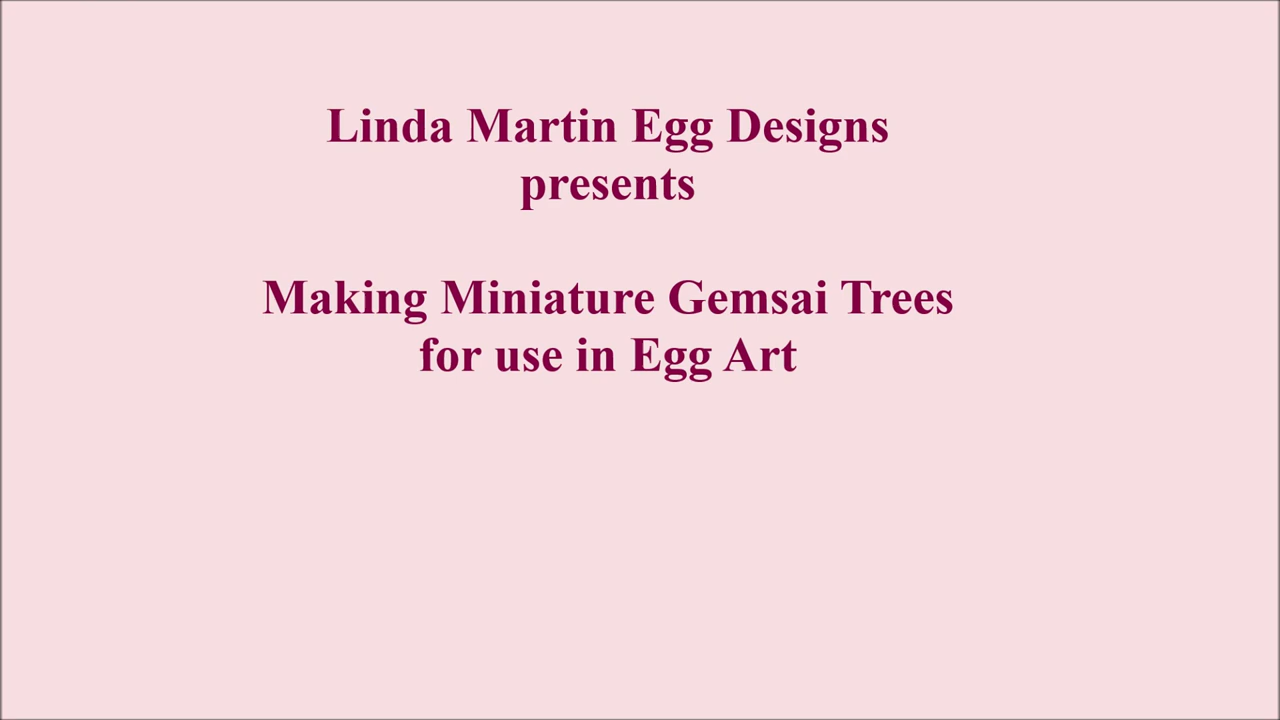 Linda Martin Egg Designs
presents
Making Miniature Gemsai Trees
for use in Egg Art